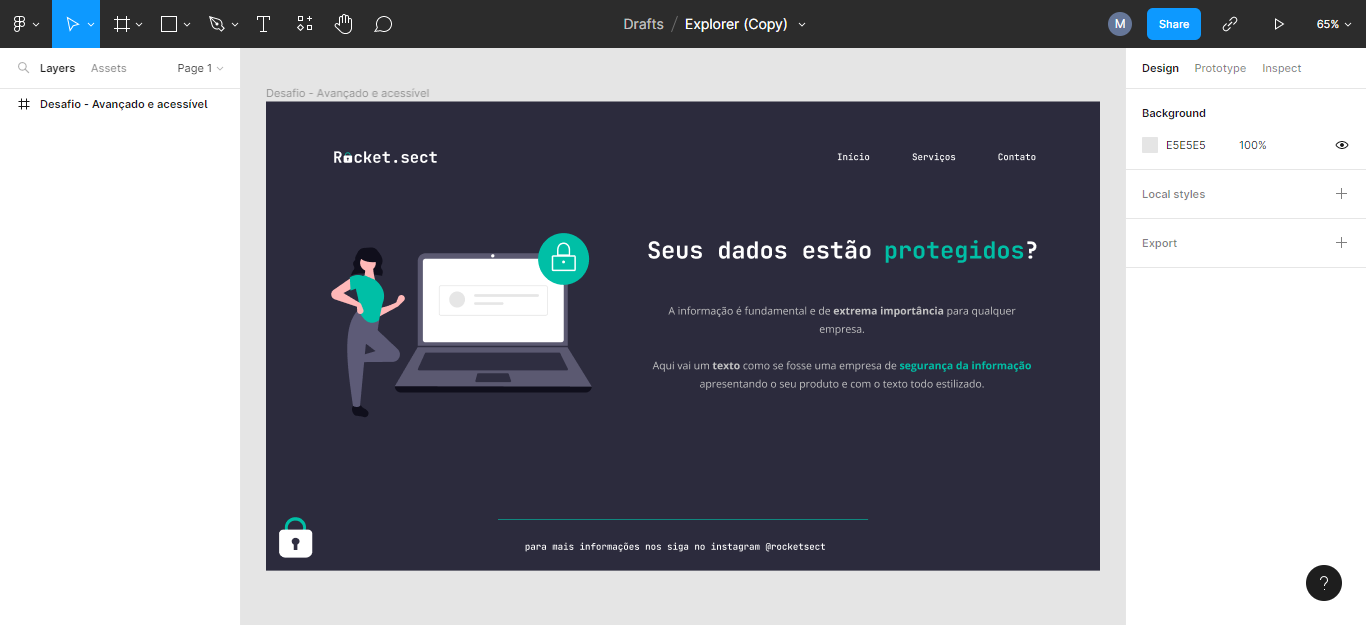 Drafts / Explorer (Copy)
M
Share
65%
Layers
Assets
Page 1
Desafio - Avançado e acessível
Desafio - Avançado e acessível
Rocket.sect
Início
Serviços
Contato
Seus dados estão protegidos?
A informação é fundamental e de extrema importância para qualquer
empresa.
Aqui vai um texto como se fosse uma empresa de segurança da informação
apresentando o seu produto e com o texto todo estilizado.
para mais informações nos siga no instagram @rocketsect
Design
Prototype
Inspect
Background
E5E5E5
100%
Local styles
Export
?